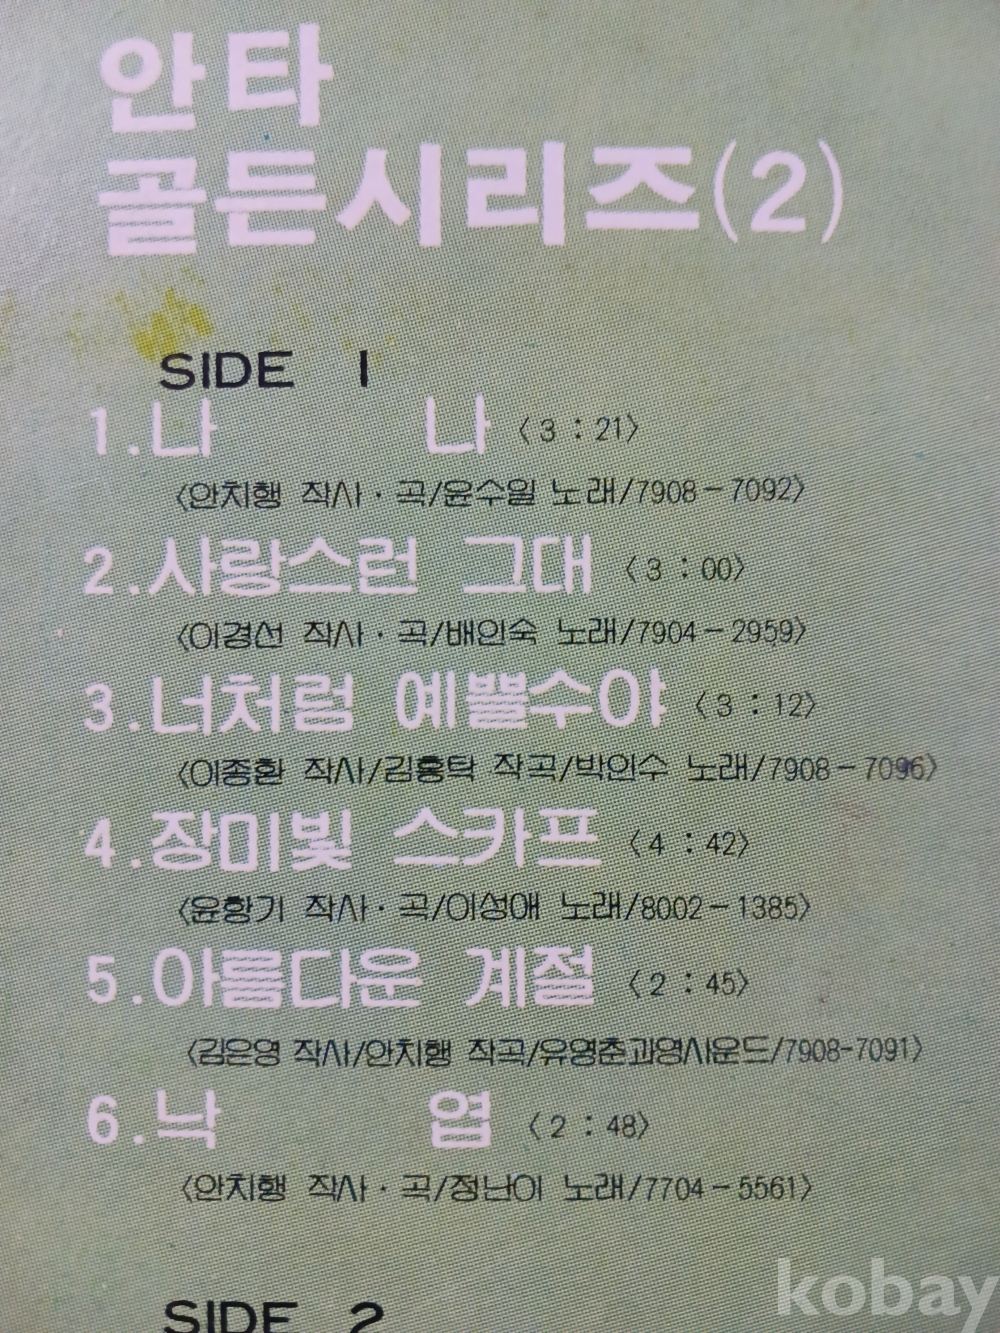 안타
골든시리즈(2)
SIDE 1
1.나 나 〈3 : 21〉
〈안치행 작사·곡/윤수일 노래/7908-7092〉
2.사랑스런 그대 〈3 : 00〉
〈이경선 작사·곡/배인숙 노래/7904-2959〉
3.너처럼 예쁠수야 〈3 : 12〉
〈이종환 작사/김홍탁 작곡/박인수 노래/7908-7096〉
4.장미빛 스카프 〈4 : 42〉
〈윤항기 작사·곡/이성애 노래/8002-1385〉
5.아름다운 계절 〈2 : 45〉
〈김은영 작사/안치행 작곡/유영춘과영사운드/7908-7091〉
6.낙 엽 〈2 : 48〉
〈안치행 작사·곡/정난이 노래/7704-5561〉
SIDE 2
kobay